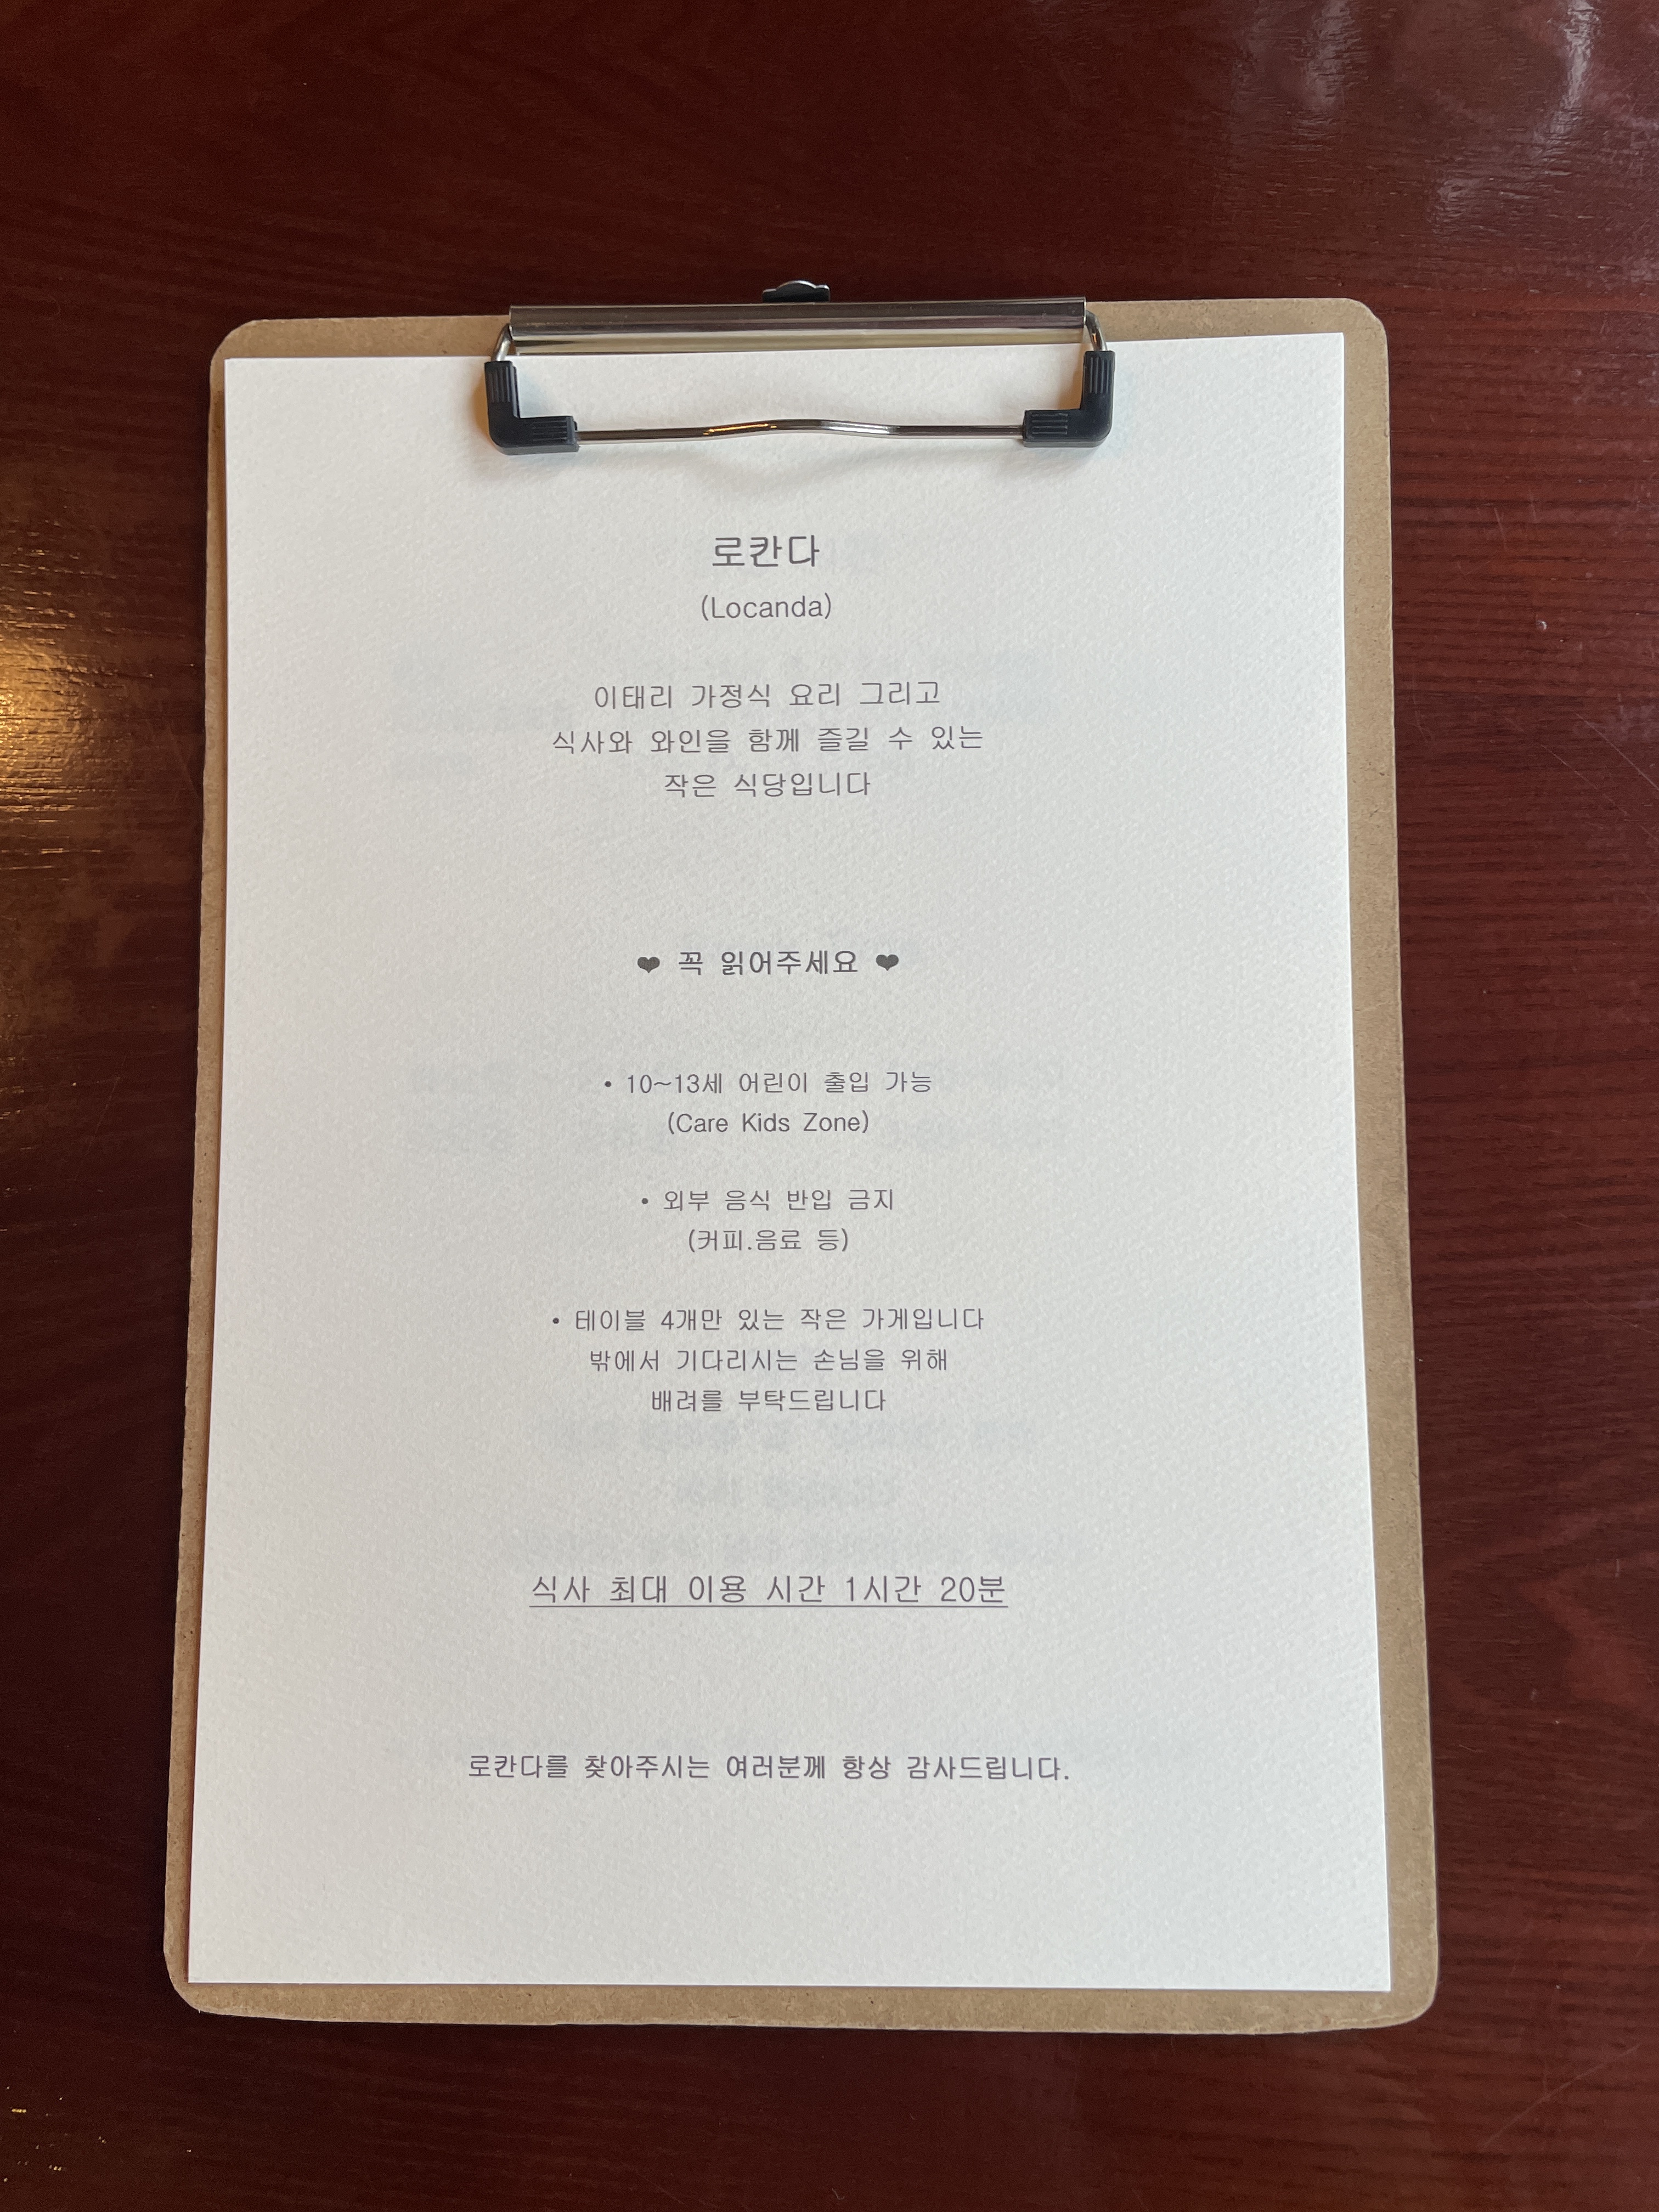 로칸다
(Locanda)
이태리 가정식 요리 그리고
식사와 와인을 함께 즐길 수 있는
작은 식당입니다
❤ 꼭 읽어주세요 ❤
• 10~13세 어린이 출입 가능
(Care Kids Zone)
• 외부 음식 반입 금지
(커피.음료 등)
• 테이블 4개만 있는 작은 가게입니다
밖에서 기다리시는 손님을 위해
배려를 부탁드립니다
식사 최대 이용 시간 1시간 20분
로칸다를 찾아주시는 여러분께 항상 감사드립니다.